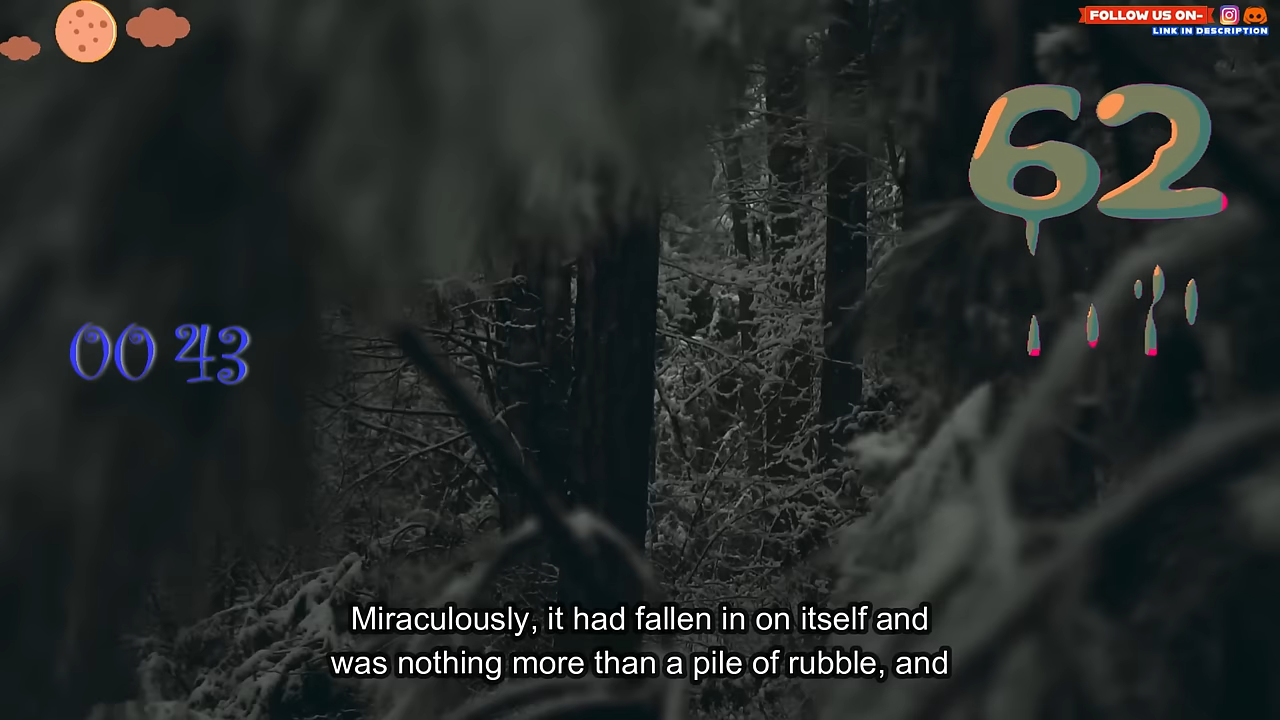 FOLLOW US ON-
LINK IN DESCRIPTION
62
00 43
Miraculously, it had fallen in on itself and
was nothing more than a pile of rubble, and